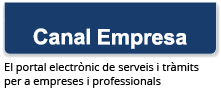 Canal Empresa
El portal electrònic de serveis i tràmits
per a empreses i professionals